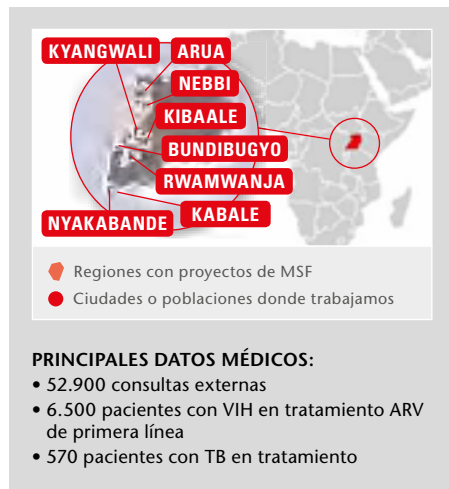 KYANGWALI
ARUA
NEBBI
KIBAALE
BUNDIBUGYO
RWAMWANJA
KABALE
NYAKABANDE
Regiones con proyectos de MSF
Ciudades o poblaciones donde trabajamos
PRINCIPALES DATOS MÉDICOS:
• 52.900 consultas externas
• 6.500 pacientes con VIH en tratamiento ARV
de primera línea
• 570 pacientes con TB en tratamiento